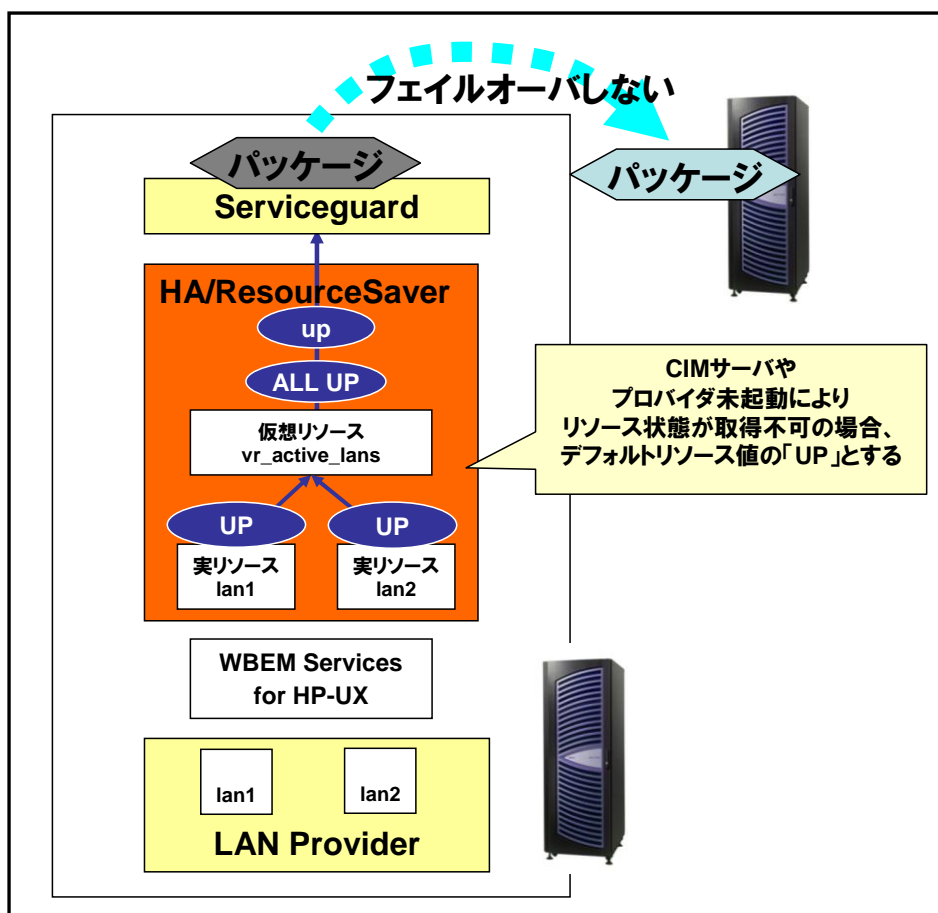 フェイルオーバしない
パッケージ
パッケージ
Serviceguard
HA/ResourceSaver
up
ALL UP
仮想リソース
vr_active_lans
CIMサーバや
プロバイダ未起動により
リソース状態が取得不可の場合、
デフォルトリソース値の「UP」とする
UP
UP
実リソース
lan1
実リソース
lan2
WBEM Services
for HP-UX
lan1
lan2
LAN Provider